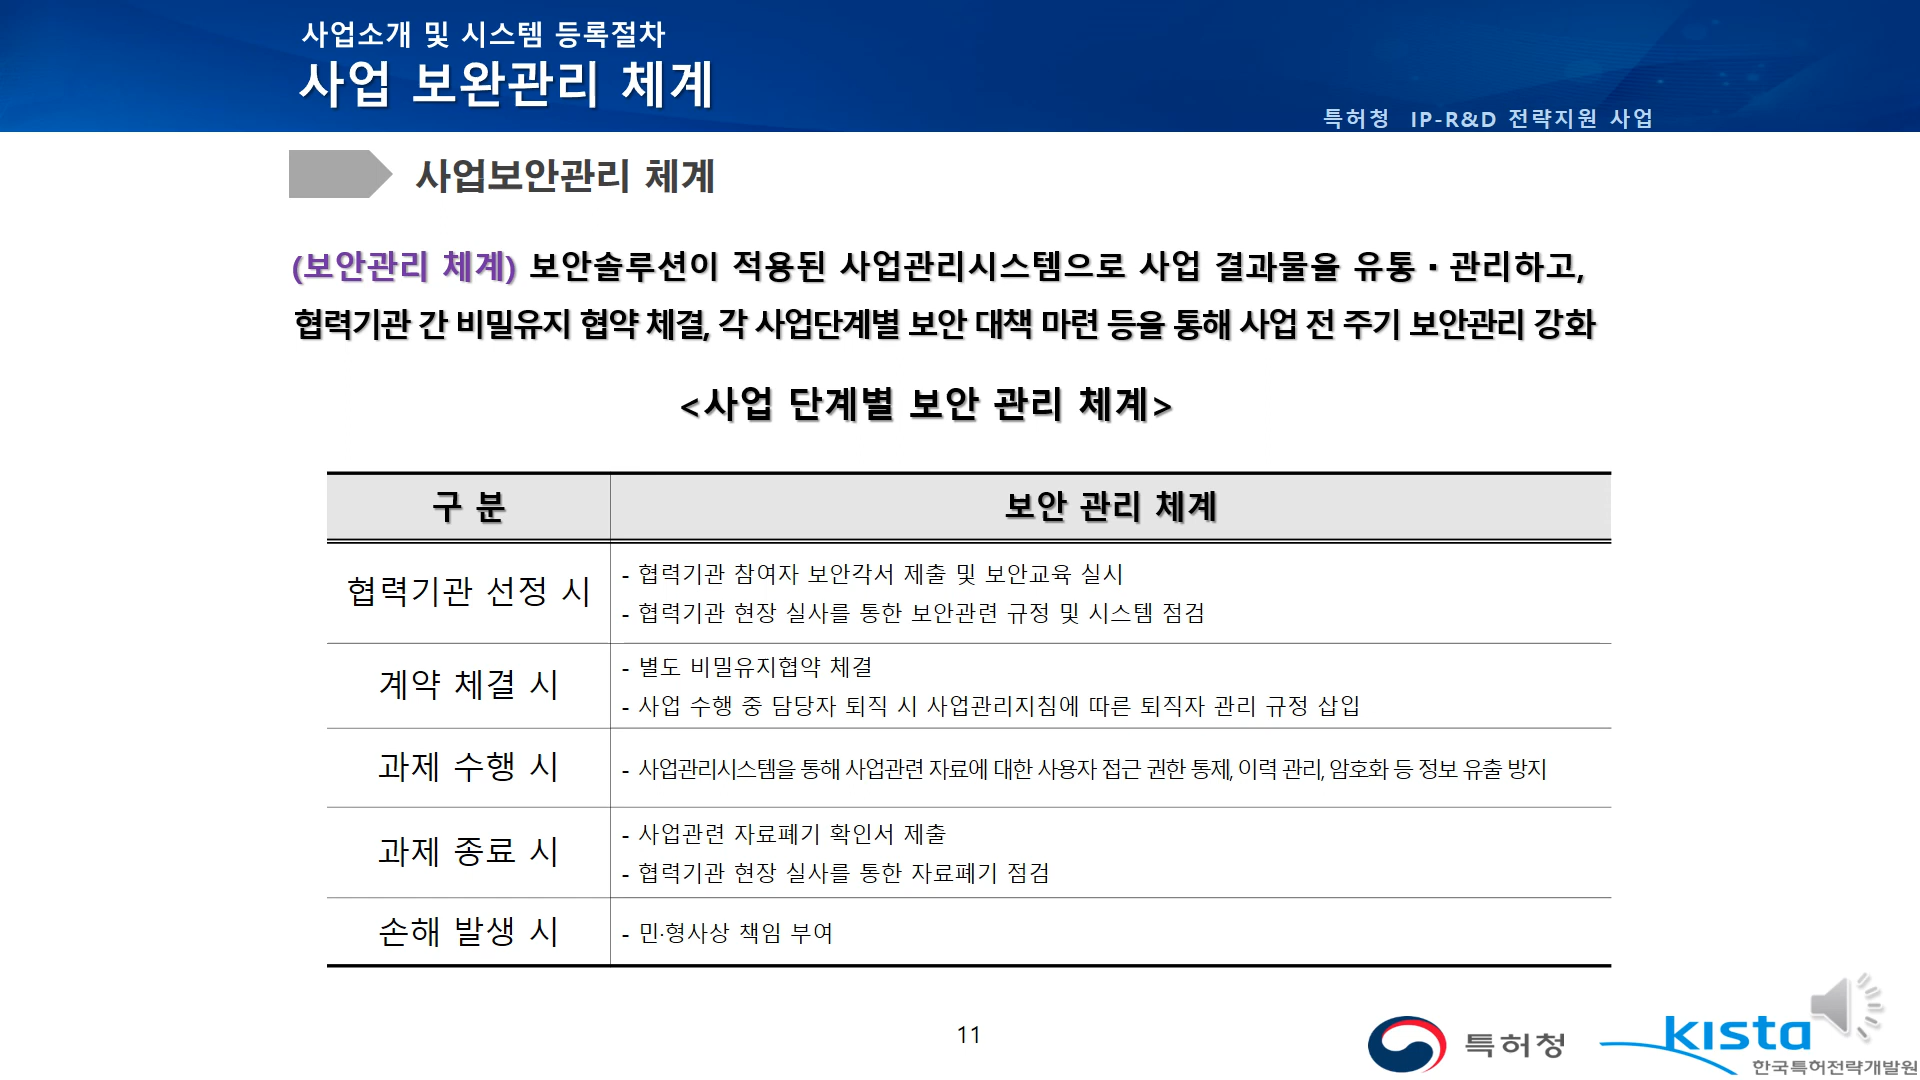 사업소개 및 시스템 등록절차
사업 보완관리 체계
특허청 IP-R&D 전략지원 사업
사업보안관리 체계
(보안관리 체계) 보안솔루션이 적용된 사업관리시스템으로 사업 결과물을 유통▪관리하고,
협력기관 간 비밀유지 협약 체결, 각 사업단계별 보안 대책 마련 등을 통해 사업 전 주기 보안관리 강화
<사업 단계별 보안 관리 체계>
구 분
보안 관리 체계
협력기관 선정 시
- 협력기관 참여자 보안각서 제출 및 보안교육 실시
- 협력기관 현장 실사를 통한 보안관련 규정 및 시스템 점검
계약 체결 시
- 별도 비밀유지협약 체결
- 사업 수행 중 담당자 퇴직 시 사업관리지침에 따른 퇴직자 관리 규정 삽입
과제 수행 시
- 사업관리시스템을 통해 사업관련 자료에 대한 사용자 접근 권한 통제, 이력 관리, 암호화 등 정보 유출 방지
과제 종료 시
- 사업관련 자료폐기 확인서 제출
- 협력기관 현장 실사를 통한 자료폐기 점검
손해 발생 시
- 민·형사상 책임 부여
11
특허청
kista
한국특허전략개발원